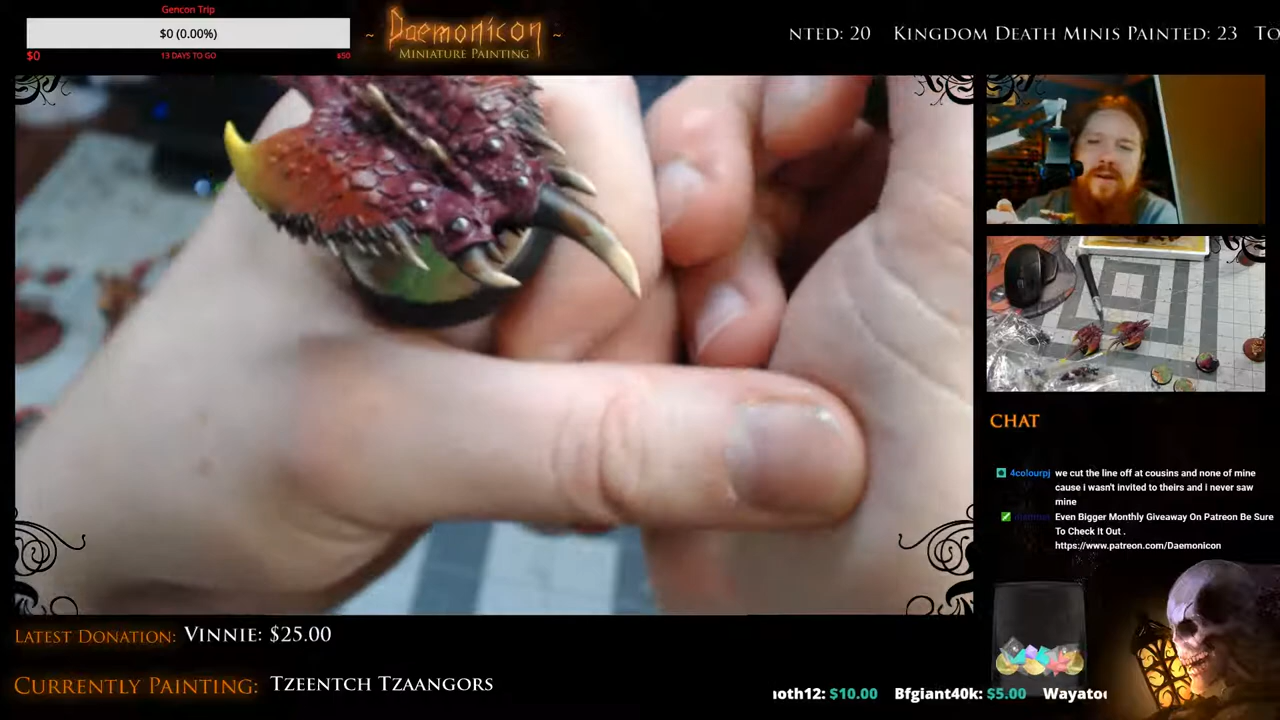 Gencon Trip
$0 (0.00%)
$0 13 DAYS TO GO $50
~ Daemonicon ~
MINIATURE PAINTING
NTED: 20 KINGDOM DEATH MINIS PAINTED: 23 TO
CHAT
4colourpj we cut the line off at cousins and none of mine
cause i wasn't invited to theirs and i never saw
mine
Even Bigger Monthly Giveaway On Patreon Be Sure
To Check It Out .
https://www.patreon.com/Daemonicon
LATEST DONATION: VINNIE: $25.00
CURRENTLY PAINTING: TZEENTCH TZAANGORS
oth12: $10.00 Bfgiant40k: $5.00 Wayato